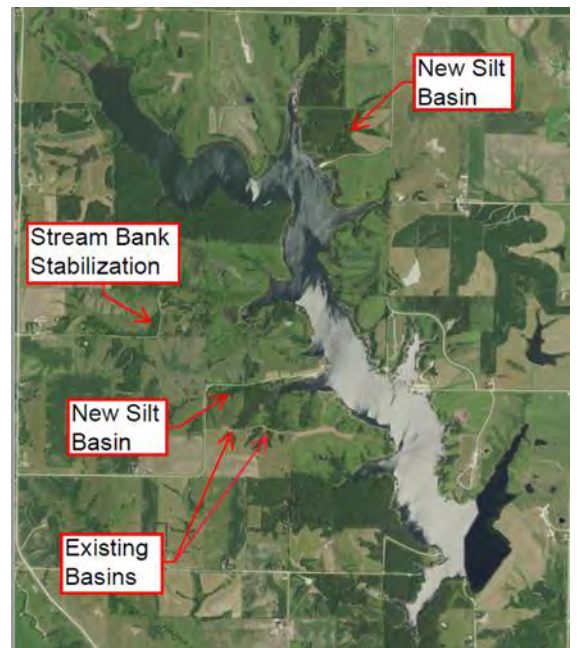 New Silt
Basin
Stream Bank
Stabilization
New Silt
Basin
Existing
Basins